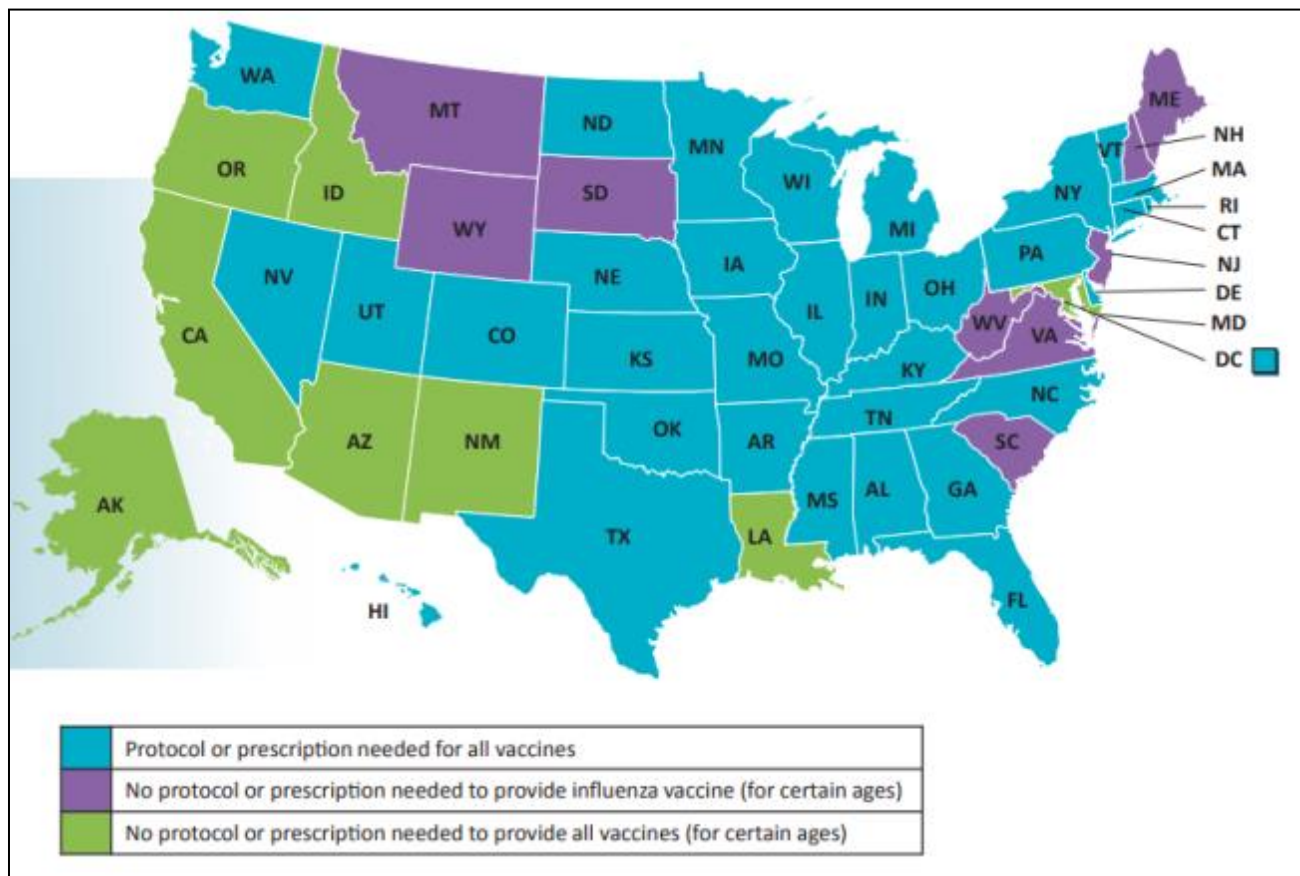 WA
MT
ND
MN
ME
NH
VT
MA
OR
ID
SD
WI
NY
RI
WY
MI
CT
NJ
NV
NE
IA
PA
DE
UT
IL
IN
OH
MD
CA
CO
WV
VA
DC
KS
MO
KY
NC
AZ
NM
OK
AR
TN
SC
AK
MS
AL
GA
TX
LA
HI
FL
Protocol or prescription needed for all vaccines
No protocol or prescription needed to provide influenza vaccine (for certain ages)
No protocol or prescription needed to provide all vaccines (for certain ages)